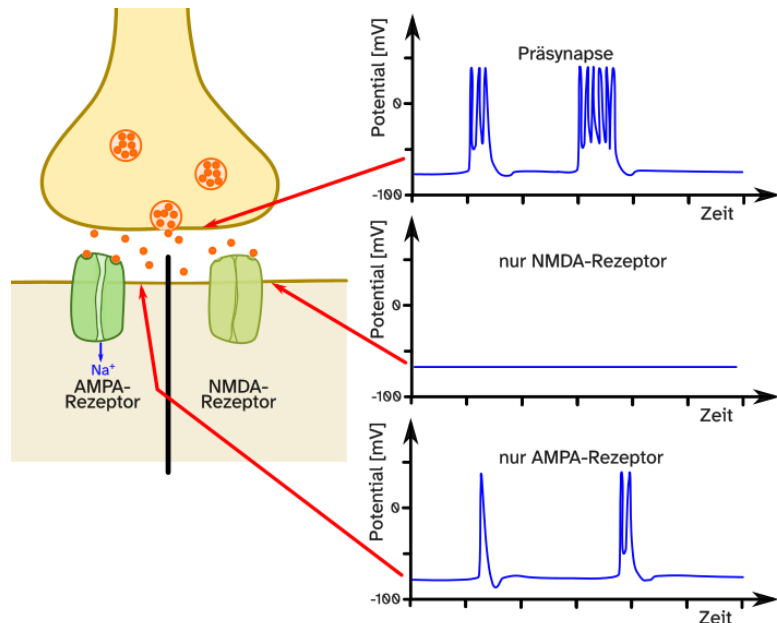 Potential [mV]
Präsynapse
0
-100
Zeit
Na⁺
AMPA-
Rezeptor
NMDA-
Rezeptor
Potential [mV]
nur NMDA-Rezeptor
0
-100
Zeit
Potential [mV]
nur AMPA-Rezeptor
0
-100
Zeit